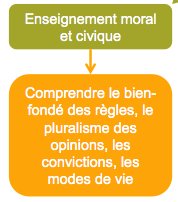 Enseignement moral
et civique
Comprendre le bien-
fondé des règles, le
pluralisme des
opinions, les
convictions, les
modes de vie